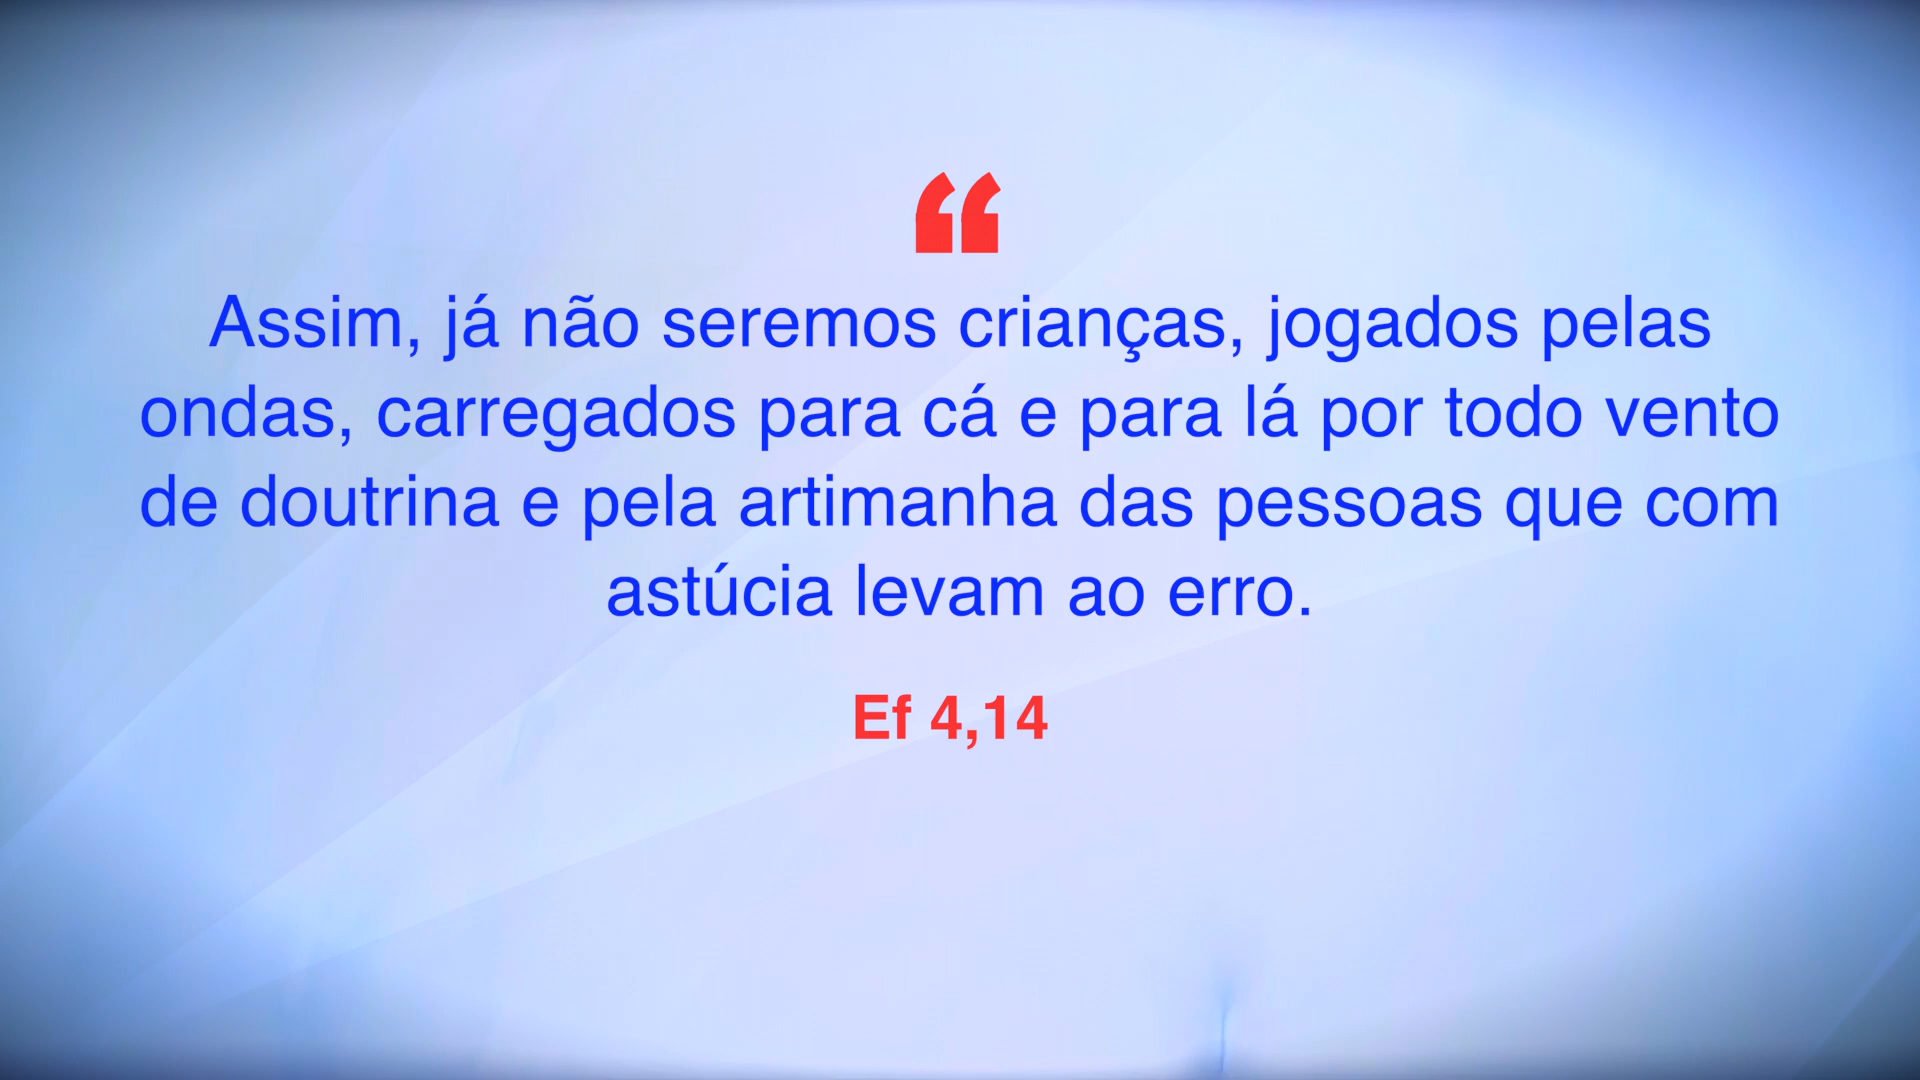 “
Assim, já não seremos crianças, jogados pelas
ondas, carregados para cá e para lá por todo vento
de doutrina e pela artimanha das pessoas que com
astúcia levam ao erro.
Ef 4,14